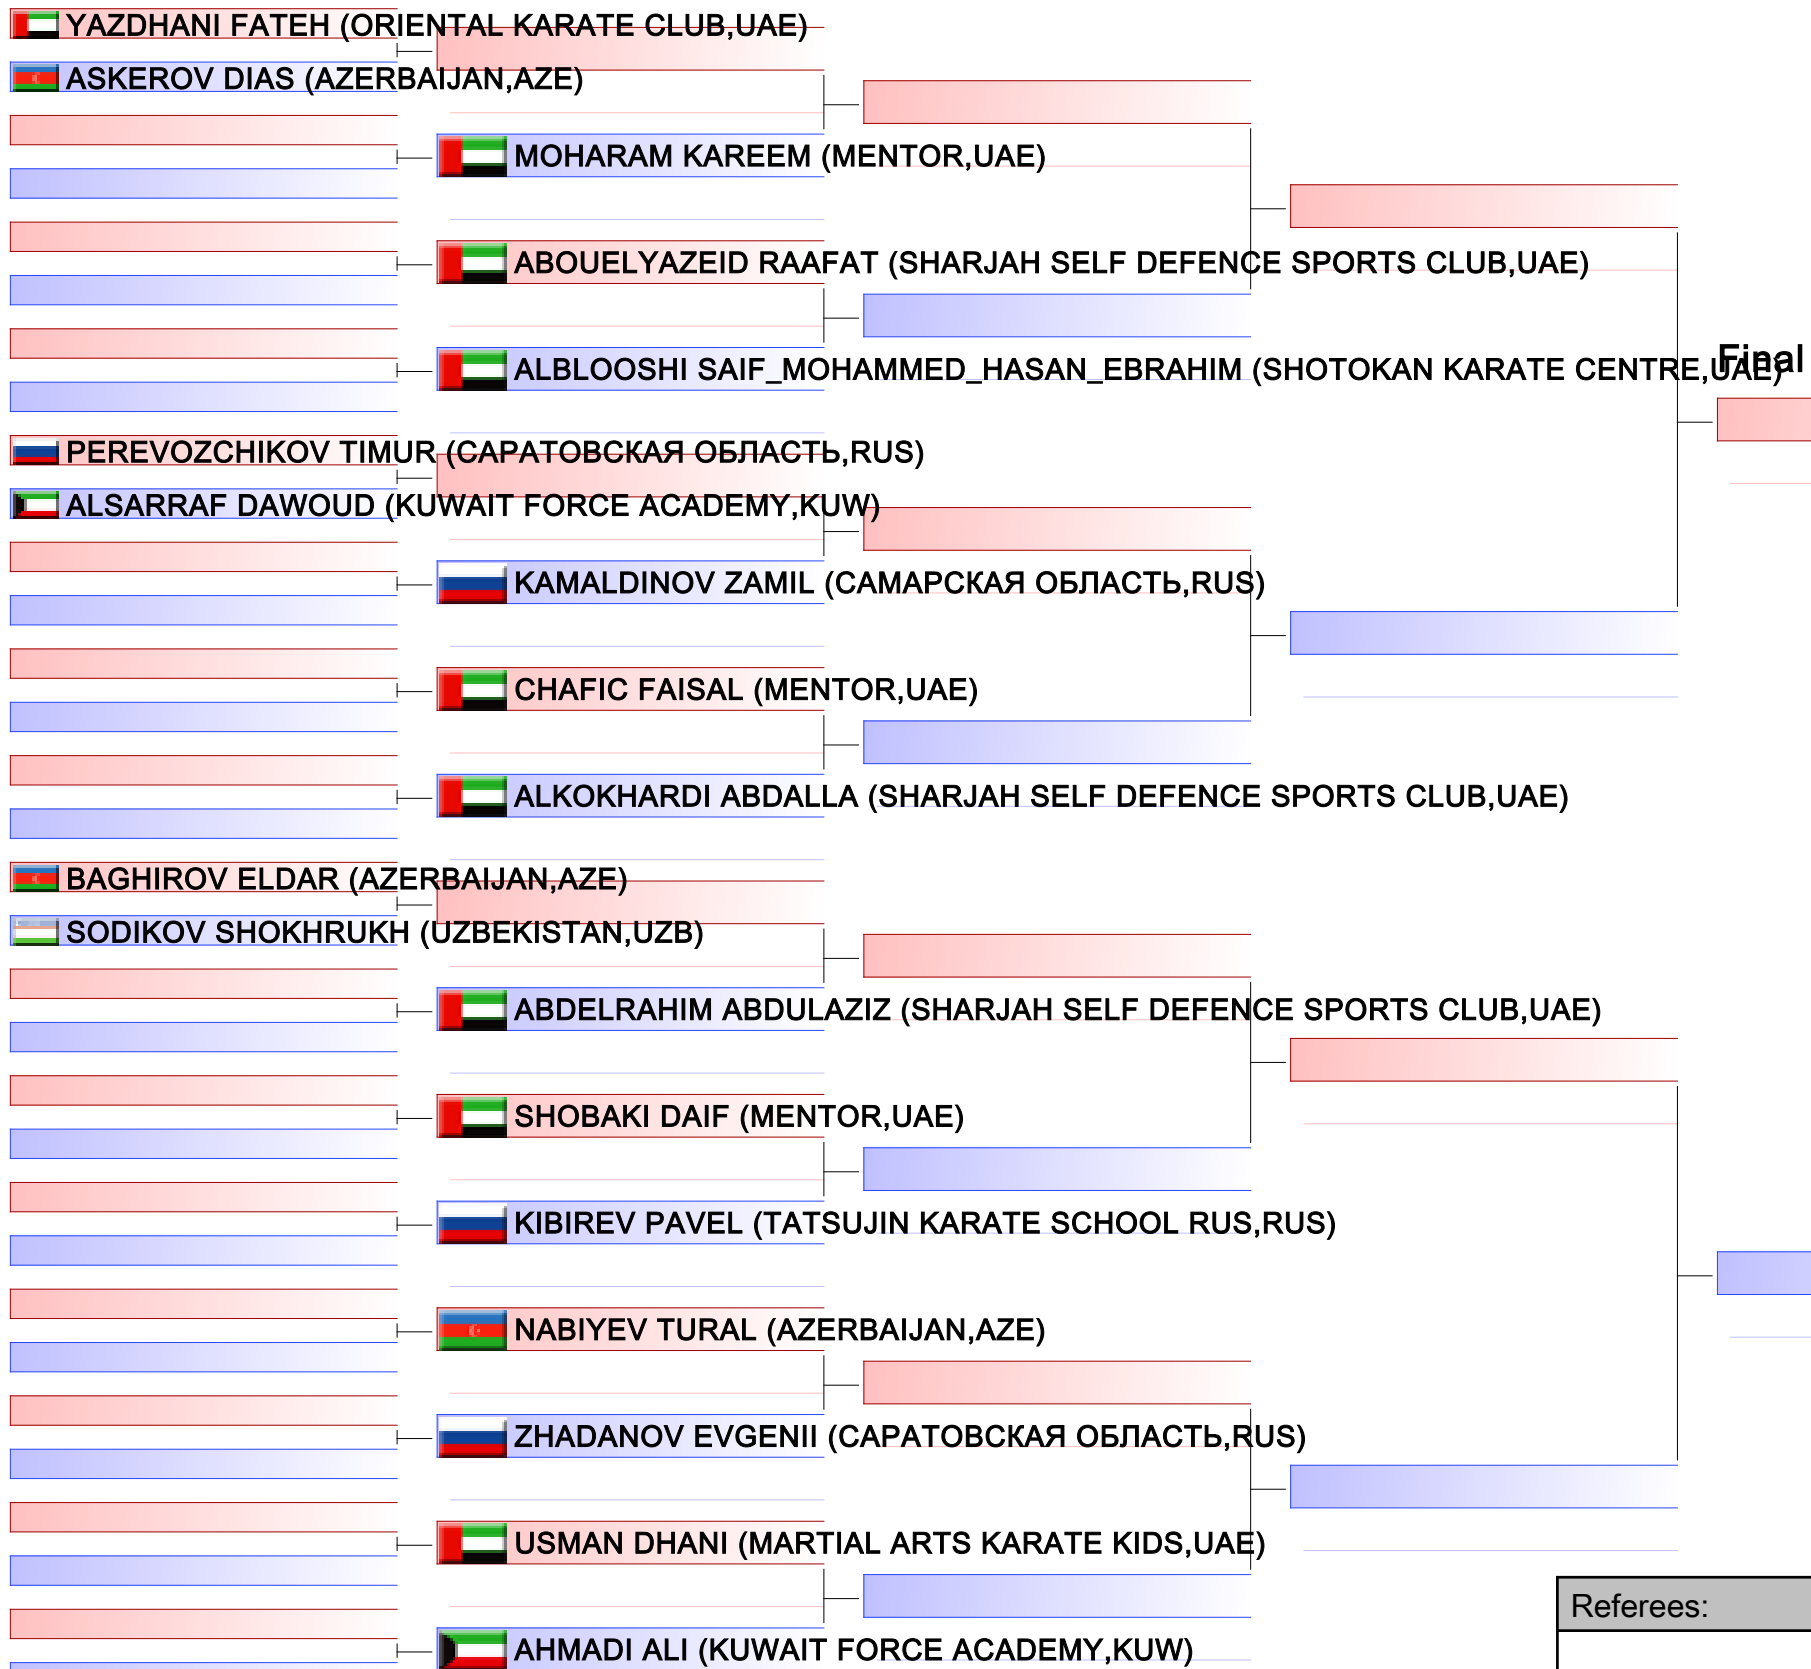 YAZDHANI FATEH (ORIENTAL KARATE CLUB,UAE)
ASKEROV DIAS (AZERBAIJAN,AZE)
MOHARAM KAREEM (MENTOR,UAE)
ABOUELYAZEID RAAFAT (SHARJAH SELF DEFENCE SPORTS CLUB,UAE)
ALBLOOSHI SAIF_MOHAMMED_HASAN_EBRAHIM (SHOTOKAN KARATE CENTRE,UAE)
Final
PEREVOZCHIKOV TIMUR (САРАТОВСКАЯ ОБЛАСТЬ,RUS)
ALSARRAF DAWOUD (KUWAIT FORCE ACADEMY,KUW)
KAMALDINOV ZAMIL (САМАРСКАЯ ОБЛАСТЬ,RUS)
CHAFIC FAISAL (MENTOR,UAE)
ALKOKHARDI ABDALLA (SHARJAH SELF DEFENCE SPORTS CLUB,UAE)
BAGHIROV ELDAR (AZERBAIJAN,AZE)
SODIKOV SHOKHRUKH (UZBEKISTAN,UZB)
ABDELRAHIM ABDULAZIZ (SHARJAH SELF DEFENCE SPORTS CLUB,UAE)
SHOBAKI DAIF (MENTOR,UAE)
KIBIREV PAVEL (TATSUJIN KARATE SCHOOL RUS,RUS)
NABIYEV TURAL (AZERBAIJAN,AZE)
ZHADANOV EVGENII (САРАТОВСКАЯ ОБЛАСТЬ,RUS)
USMAN DHANI (MARTIAL ARTS KARATE KIDS,UAE)
Referees:
AHMADI ALI (KUWAIT FORCE ACADEMY,KUW)